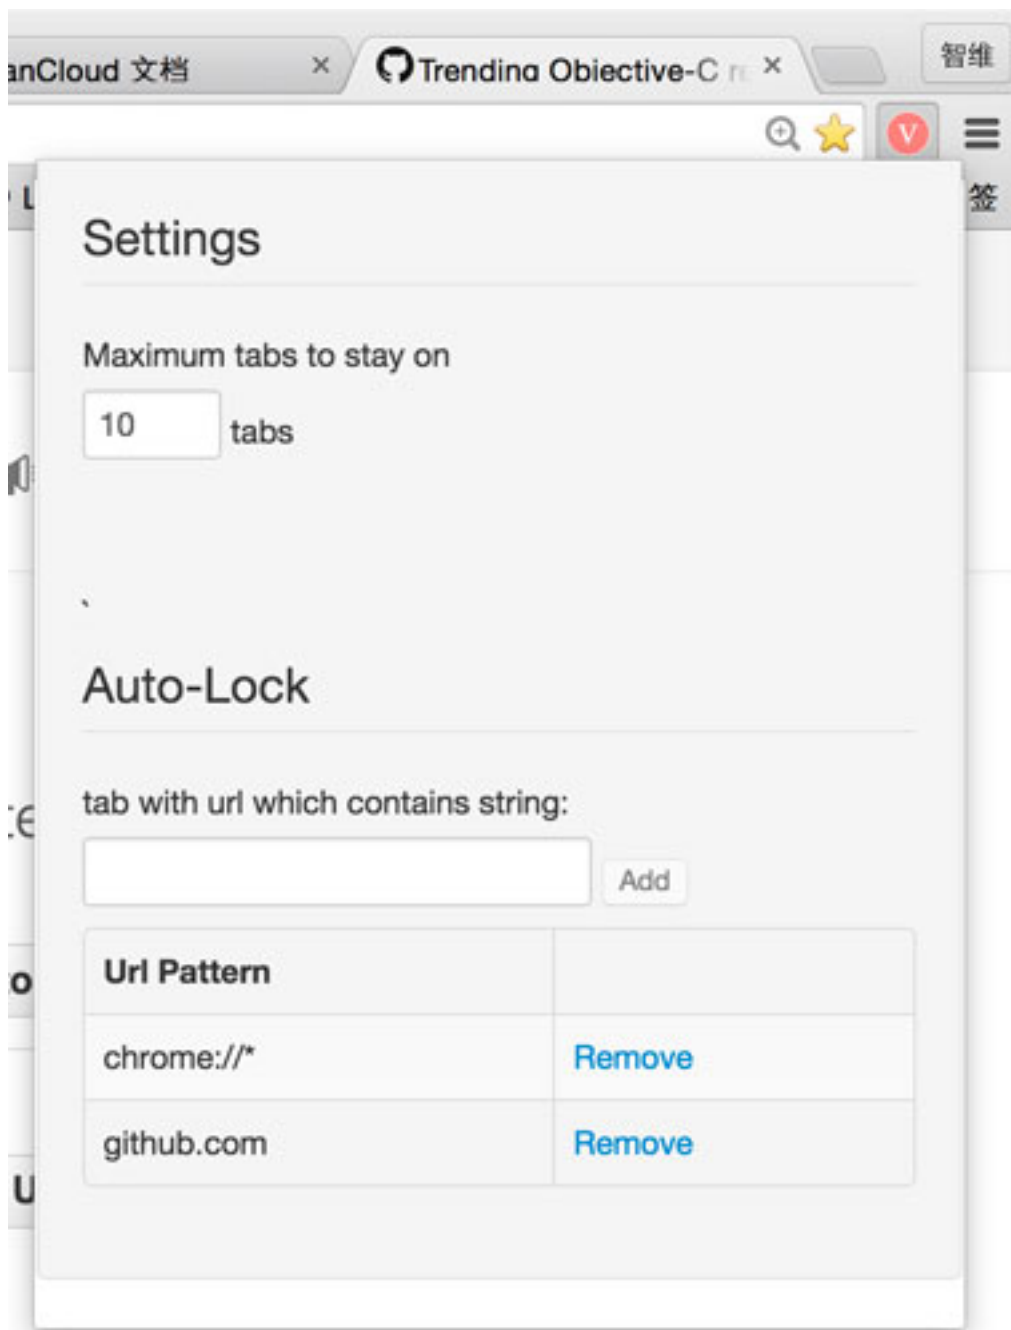 anCloud 文档
Trending Objective-C
智维
V
签
Settings
Maximum tabs to stay on
10 tabs
`
Auto-Lock
tab with url which contains string:
Add
Url Pattern
chrome://* Remove
github.com Remove
U